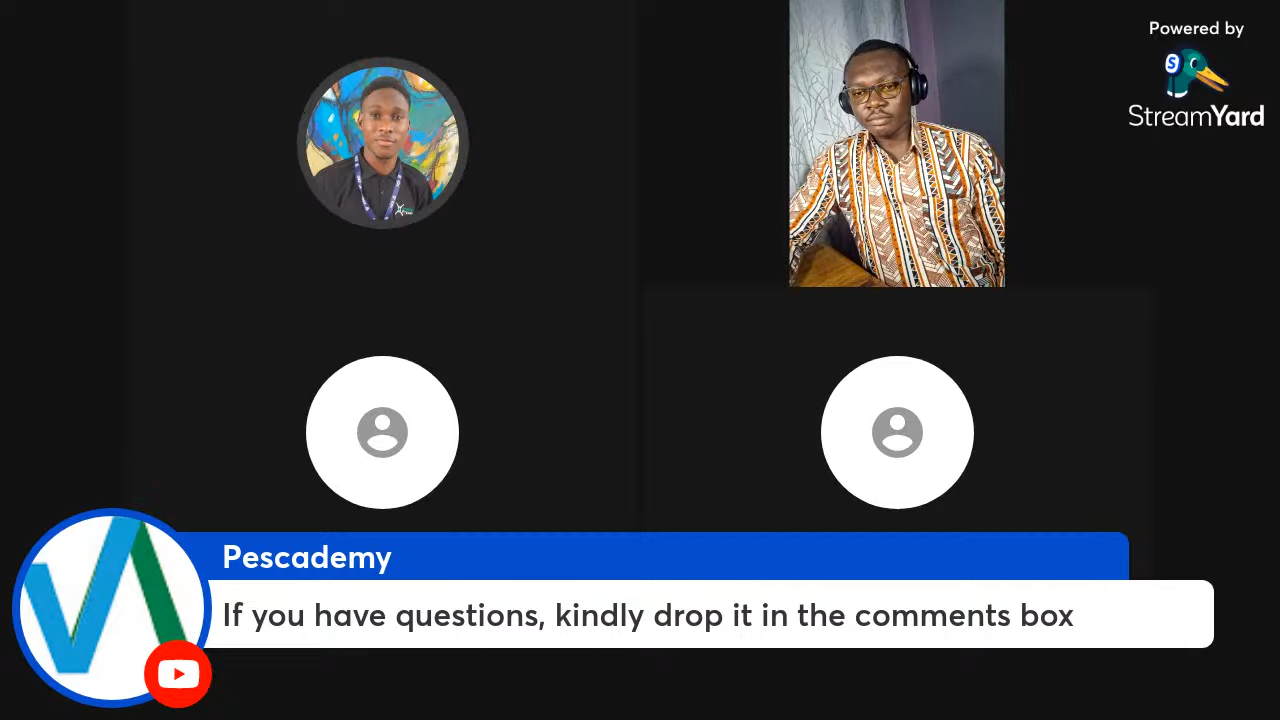 Powered by
StreamYard
Pescademy
If you have questions, kindly drop it in the comments box